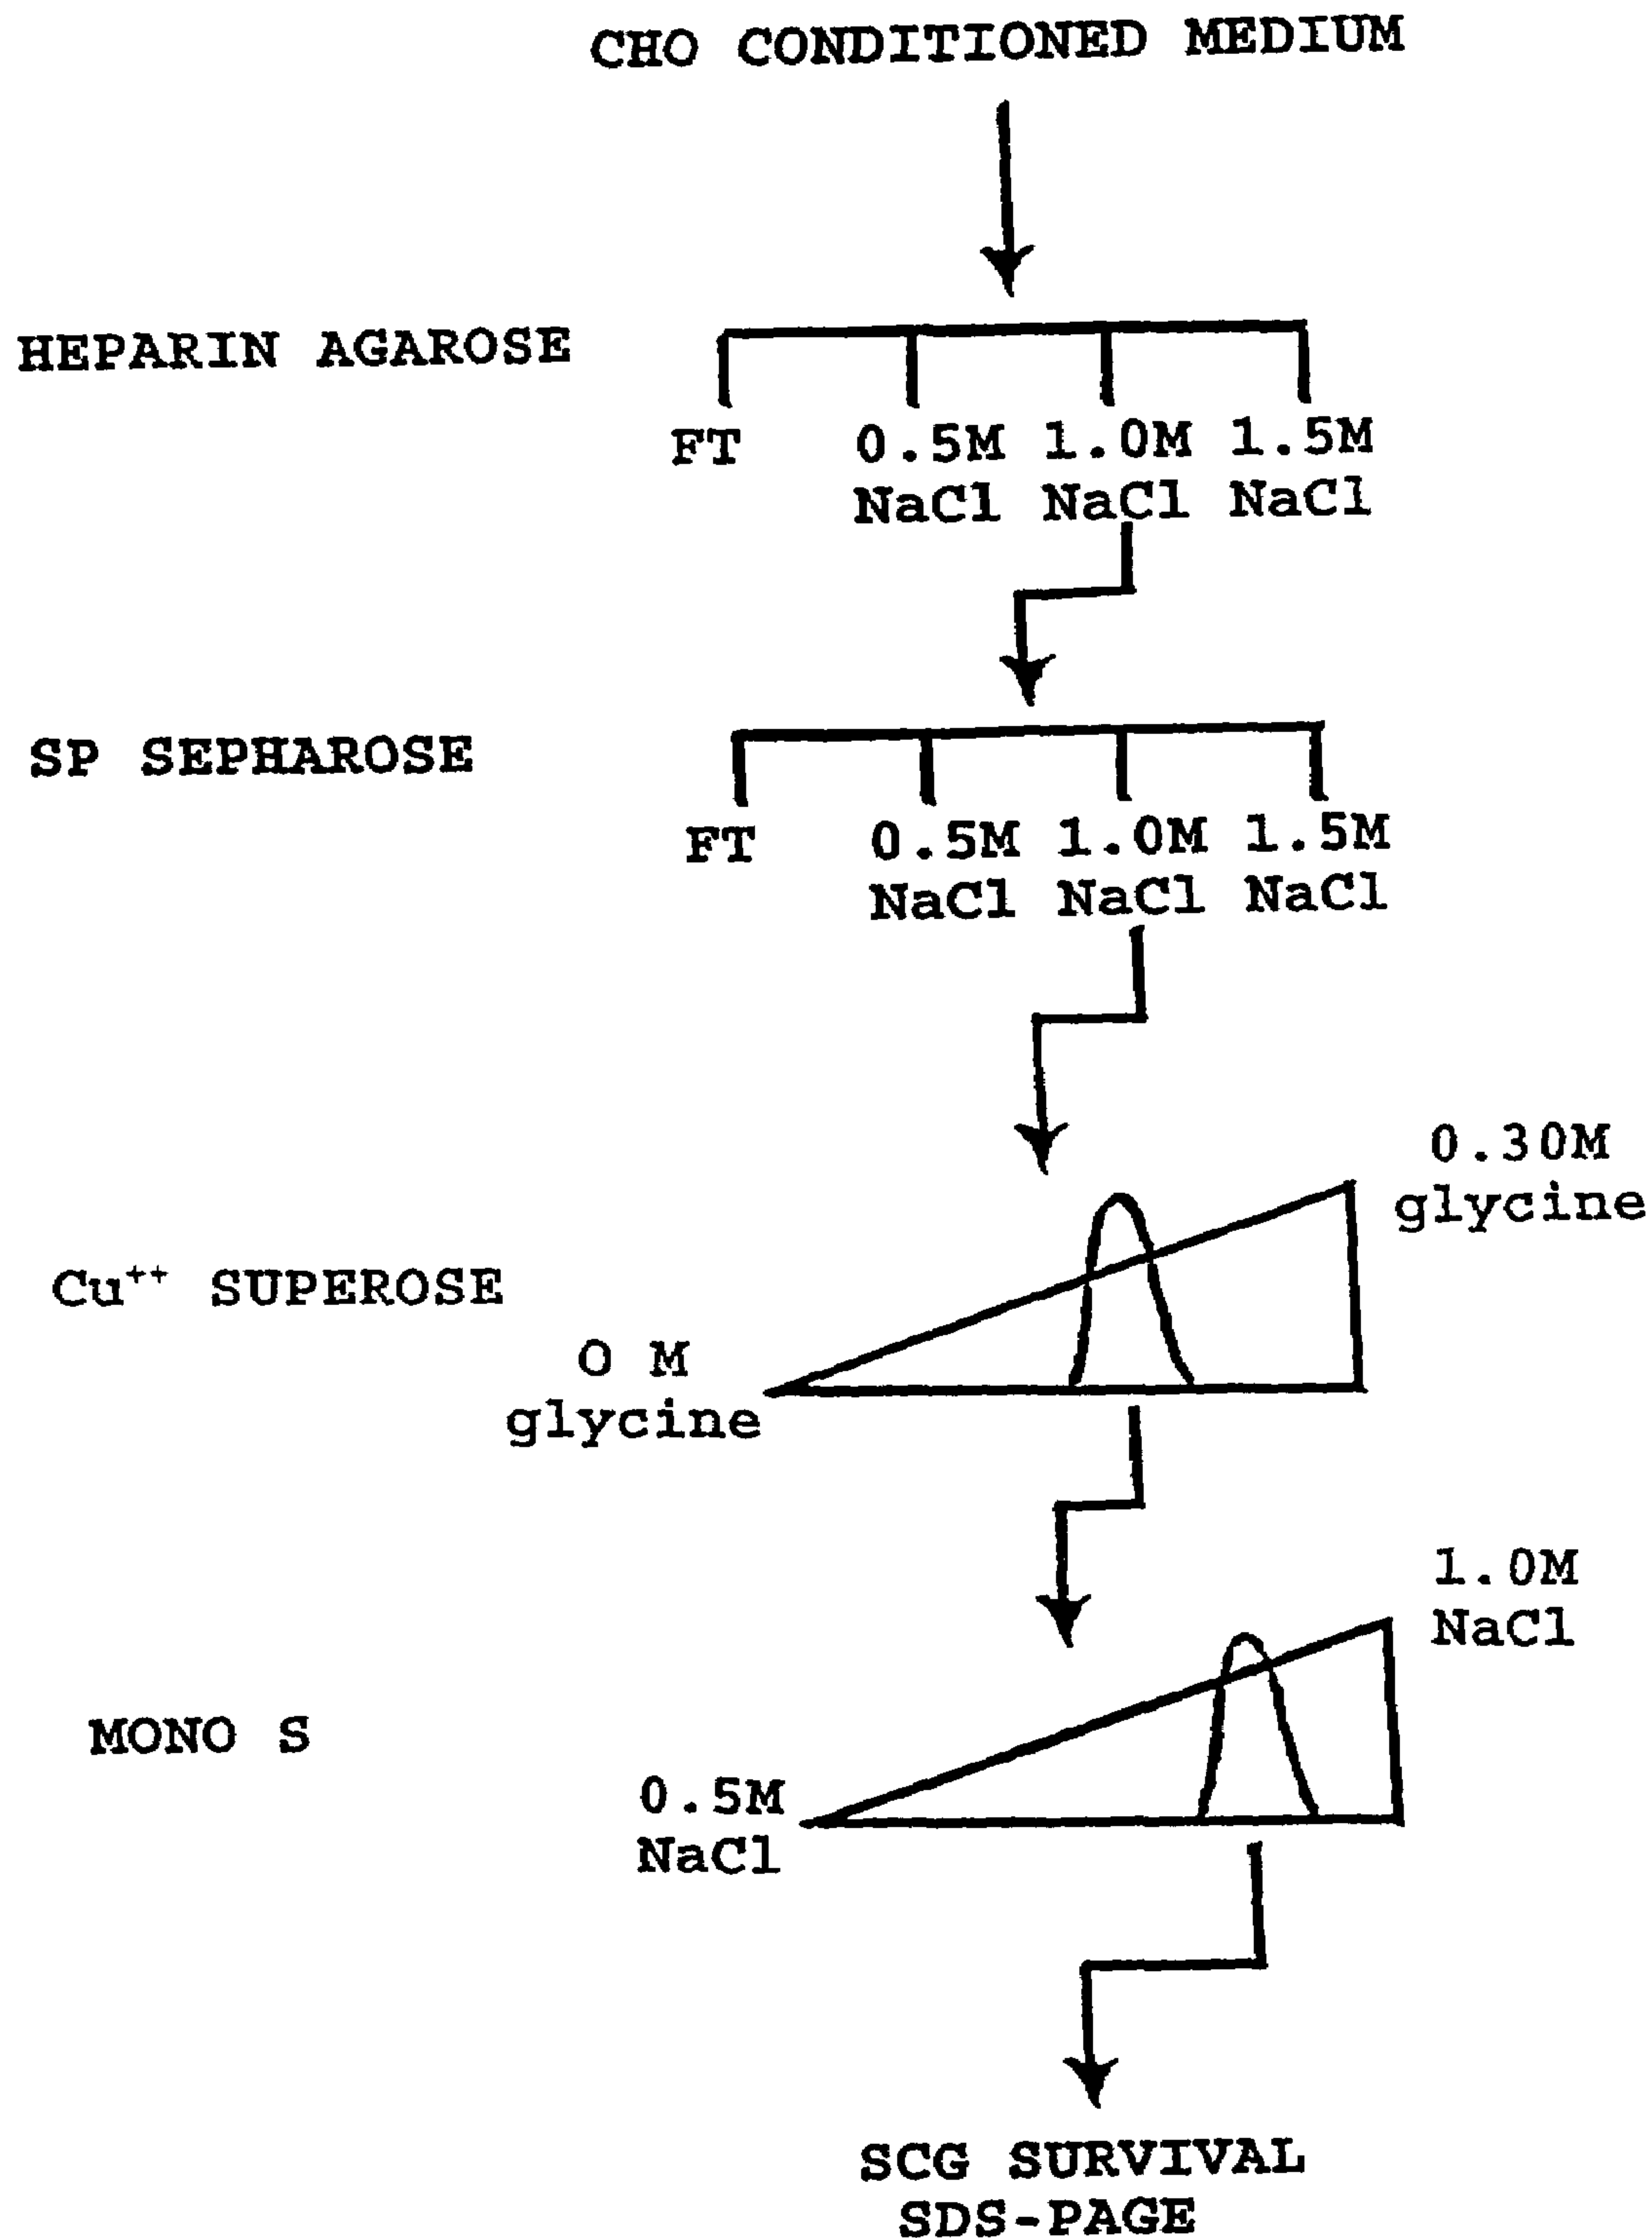 CHO CONDITIONED MEDIUM
HEPARIN AGAROSE
FT 0.5M 1.0M 1.5M
NaCl NaCl NaCl
SP SEPHAROSE
FT 0.5M 1.0M 1.5M
NaCl NaCl NaCl
0.30M
glycine
Cu⁺⁺ SUPEROSE
O M
glycine
1.0M
NaCl
MONO S
0.5M
NaCl
SCG SURVIVAL
SDS-PAGE